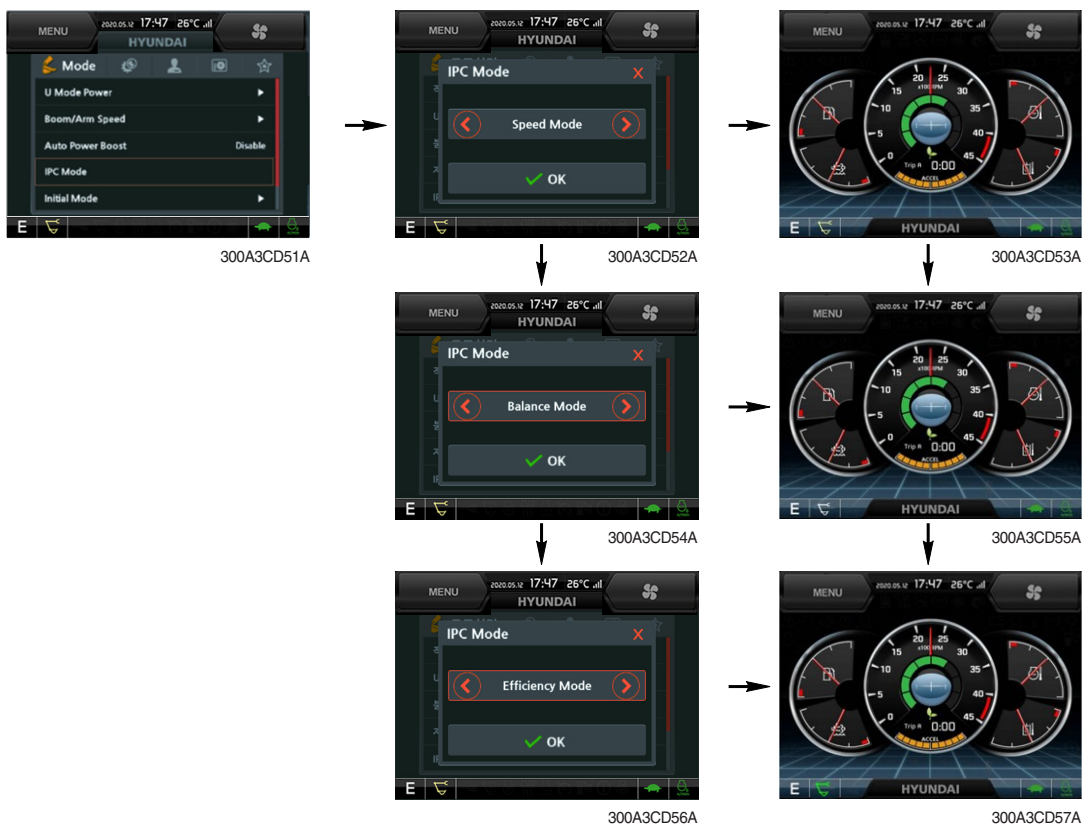 MENU
2020.05.12 17:47 26°C
HYUNDAI
Mode
U Mode Power
Boom/Arm Speed
Auto Power Boost Disable
IPC Mode
Initial Mode
E
300A3CD51A
MENU
2020.05.12 17:47 26°C
HYUNDAI
IPC Mode X
Speed Mode
OK
E
300A3CD52A
MENU
2020.05.12 17:47 26°C
20 25
15 x100 RPM 30
10 35
5 40
0 45
Trip A 0:00
ACCEL
E HYUNDAI
300A3CD53A
MENU
2020.05.12 17:47 26°C
HYUNDAI
IPC Mode X
Balance Mode
OK
E
300A3CD54A
MENU
2020.05.12 17:47 26°C
20 25
15 x100 RPM 30
10 35
5 40
0 45
Trip A 0:00
ACCEL
E HYUNDAI
300A3CD55A
MENU
2020.05.12 17:47 26°C
HYUNDAI
IPC Mode X
Efficiency Mode
OK
E
300A3CD56A
MENU
2020.05.12 17:47 26°C
20 25
15 x100 RPM 30
10 35
5 40
0 45
Trip A 0:00
ACCEL
E HYUNDAI
300A3CD57A